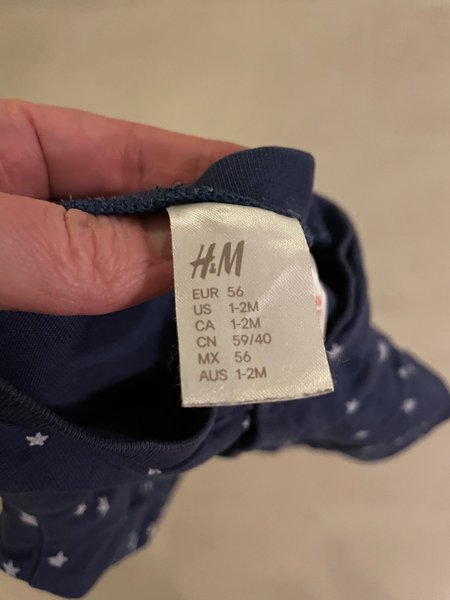 H&M
EUR 56
US 1-2M
CA 1-2M
CN 59/40
MX 56
AUS 1-2M